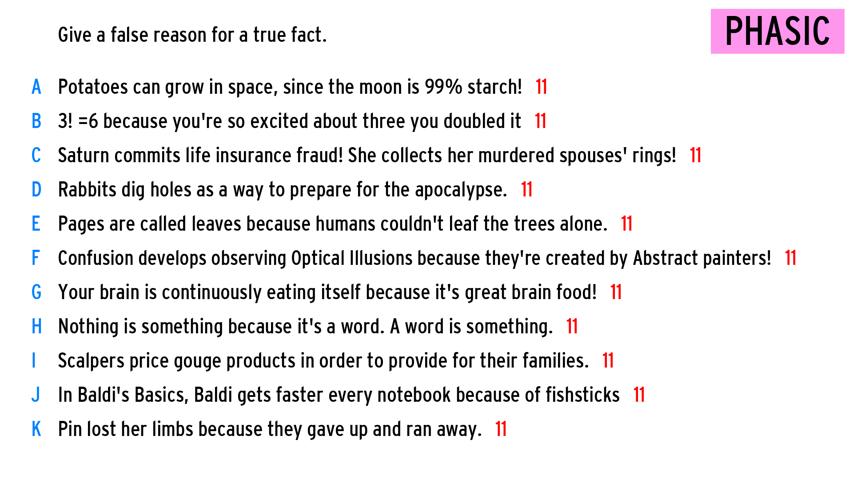 Give a false reason for a true fact.
PHASIC
A Potatoes can grow in space, since the moon is 99% starch! 11
B 3! =6 because you're so excited about three you doubled it 11
C Saturn commits life insurance fraud! She collects her murdered spouses' rings! 11
D Rabbits dig holes as a way to prepare for the apocalypse. 11
E Pages are called leaves because humans couldn't leaf the trees alone. 11
F Confusion develops observing Optical Illusions because they're created by Abstract painters! 11
G Your brain is continuously eating itself because it's great brain food! 11
H Nothing is something because it's a word. A word is something. 11
I Scalpers price gouge products in order to provide for their families. 11
J In Baldi's Basics, Baldi gets faster every notebook because of fishsticks 11
K Pin lost her limbs because they gave up and ran away. 11